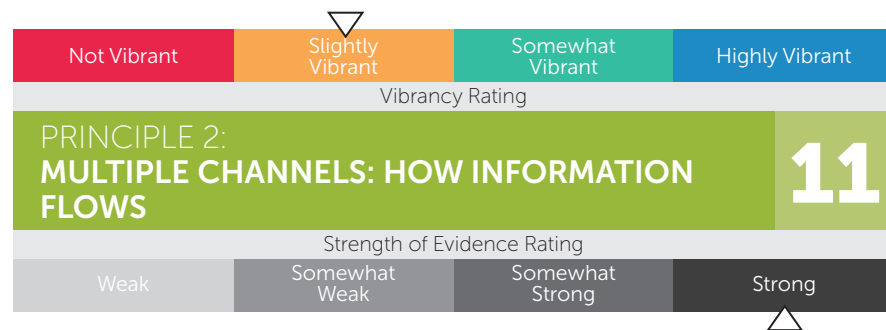 Not Vibrant
Slightly
Vibrant
Somewhat
Vibrant
Highly Vibrant
Vibrancy Rating
PRINCIPLE 2:
MULTIPLE CHANNELS: HOW INFORMATION
FLOWS
11
Strength of Evidence Rating
Weak
Somewhat
Weak
Somewhat
Strong
Strong